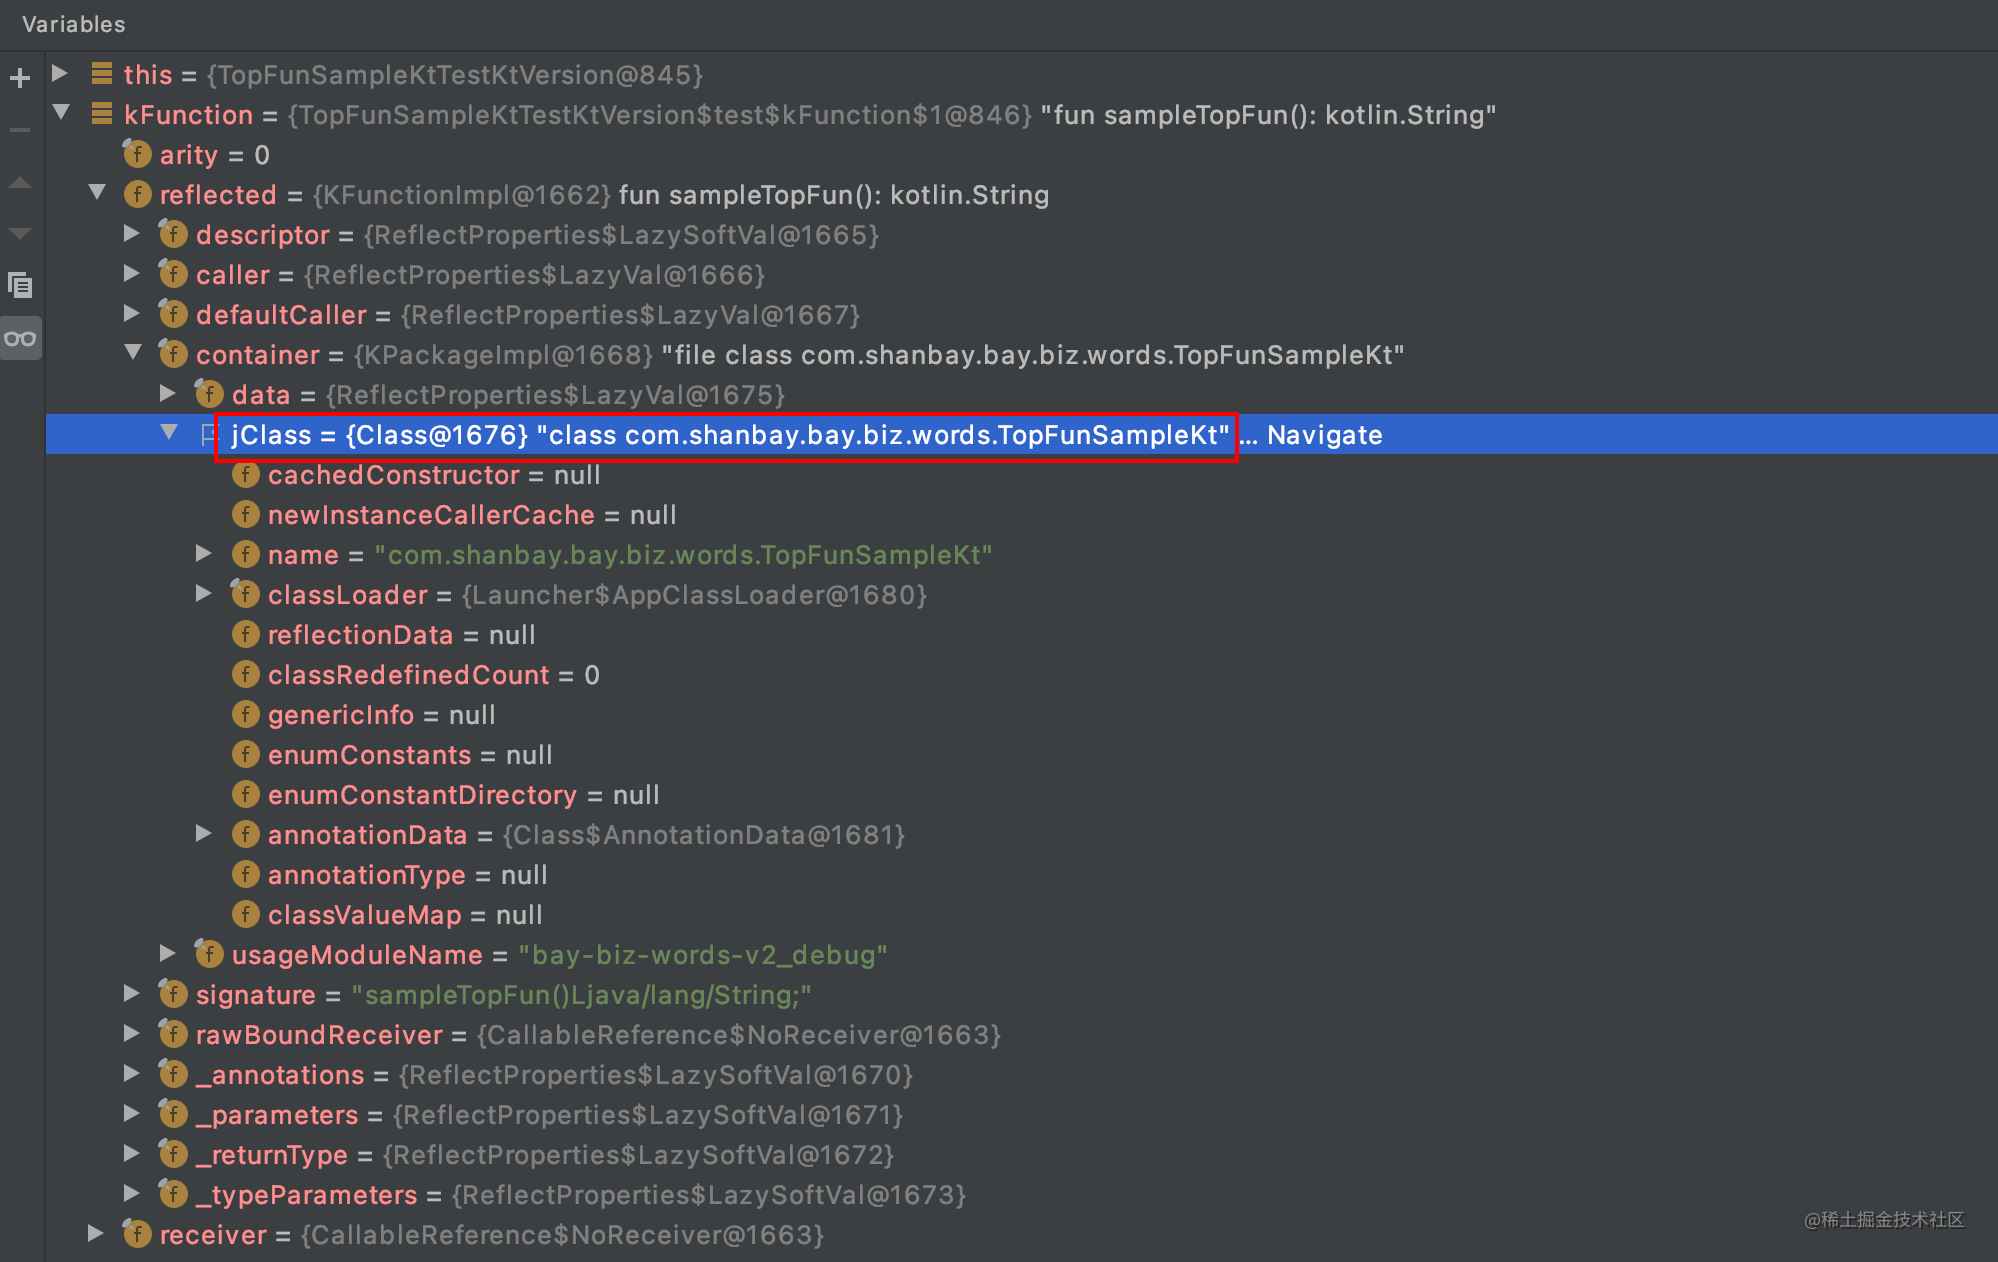 Variables
this = {TopFunSampleKtTestKtVersion@845}
kFunction = {TopFunSampleKtTestKtVersion$test$kFunction$1@846} "fun sampleTopFun(): kotlin.String"
arity = 0
reflected = {KFunctionImpl@1662} fun sampleTopFun(): kotlin.String
descriptor = {ReflectProperties$LazySoftVal@1665}
caller = {ReflectProperties$LazyVal@1666}
defaultCaller = {ReflectProperties$LazyVal@1667}
container = {KPackageImpl@1668} "file class com.shanbay.bay.biz.words.TopFunSampleKt"
data = {ReflectProperties$LazyVal@1675}
jClass = {Class@1676} "class com.shanbay.bay.biz.words.TopFunSampleKt" ... Navigate
cachedConstructor = null
newInstanceCallerCache = null
name = "com.shanbay.bay.biz.words.TopFunSampleKt"
classLoader = {Launcher$AppClassLoader@1680}
reflectionData = null
classRedefinedCount = 0
genericInfo = null
enumConstants = null
enumConstantDirectory = null
annotationData = {Class$AnnotationData@1681}
annotationType = null
classValueMap = null
usageModuleName = "bay-biz-words-v2_debug"
signature = "sampleTopFun()Ljava/lang/String;"
rawBoundReceiver = {CallableReference$NoReceiver@1663}
_annotations = {ReflectProperties$LazySoftVal@1670}
_parameters = {ReflectProperties$LazySoftVal@1671}
_returnType = {ReflectProperties$LazySoftVal@1672}
_typeParameters = {ReflectProperties$LazySoftVal@1673}
receiver = {CallableReference$NoReceiver@1663}
@稀土掘金技术社区